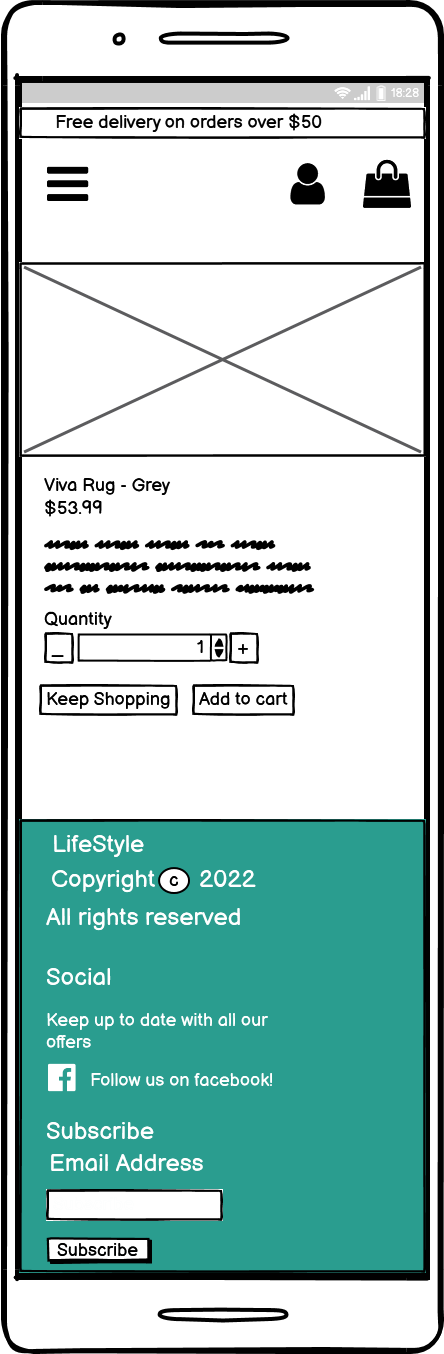 18:28
Free delivery on orders over $50
Viva Rug - Grey
$53.99
Quantity
_ 1 +
Keep Shopping Add to cart
LifeStyle
Copyright c 2022
All rights reserved
Social
Keep up to date with all our
offers
f Follow us on facebook!
Subscribe
Email Address
Subscribe